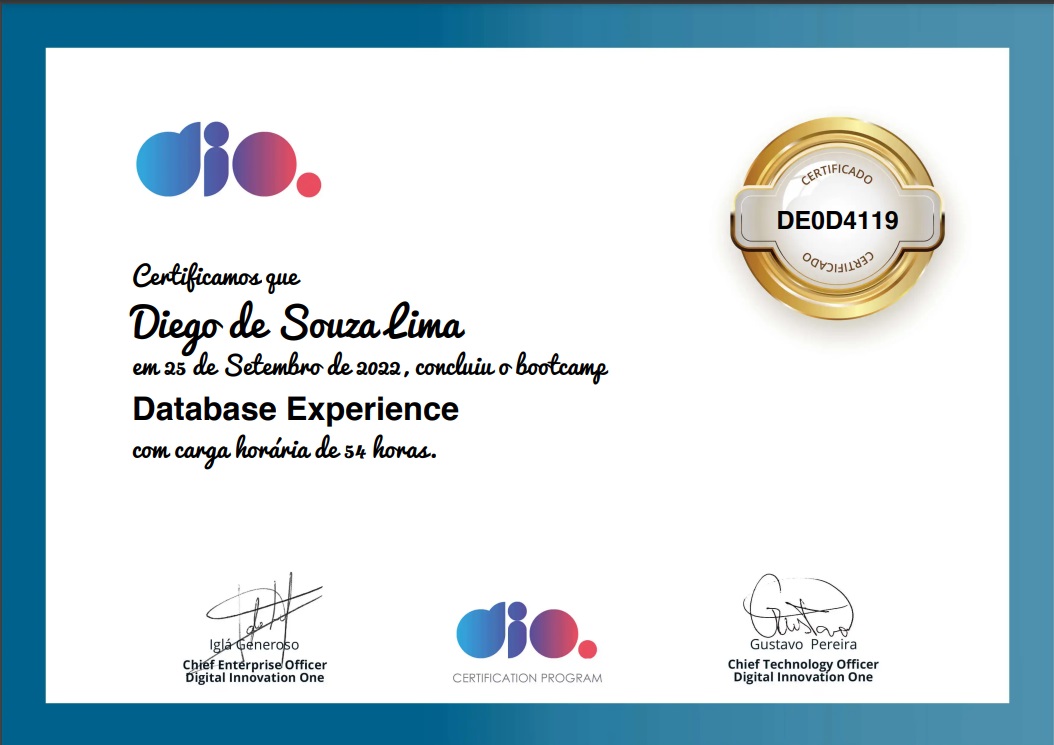 dio.
CERTIFICADO
DE0D4119
CERTIFICADO
Certificamos que
Diego de Souza Lima
em 25 de Setembro de 2022, concluiu o bootcamp
Database Experience
com carga horária de 54 horas.
Iglá Generoso
Chief Enterprise Officer
Digital Innovation One
dio.
CERTIFICATION PROGRAM
Gustavo
Gustavo Pereira
Chief Technology Officer
Digital Innovation One